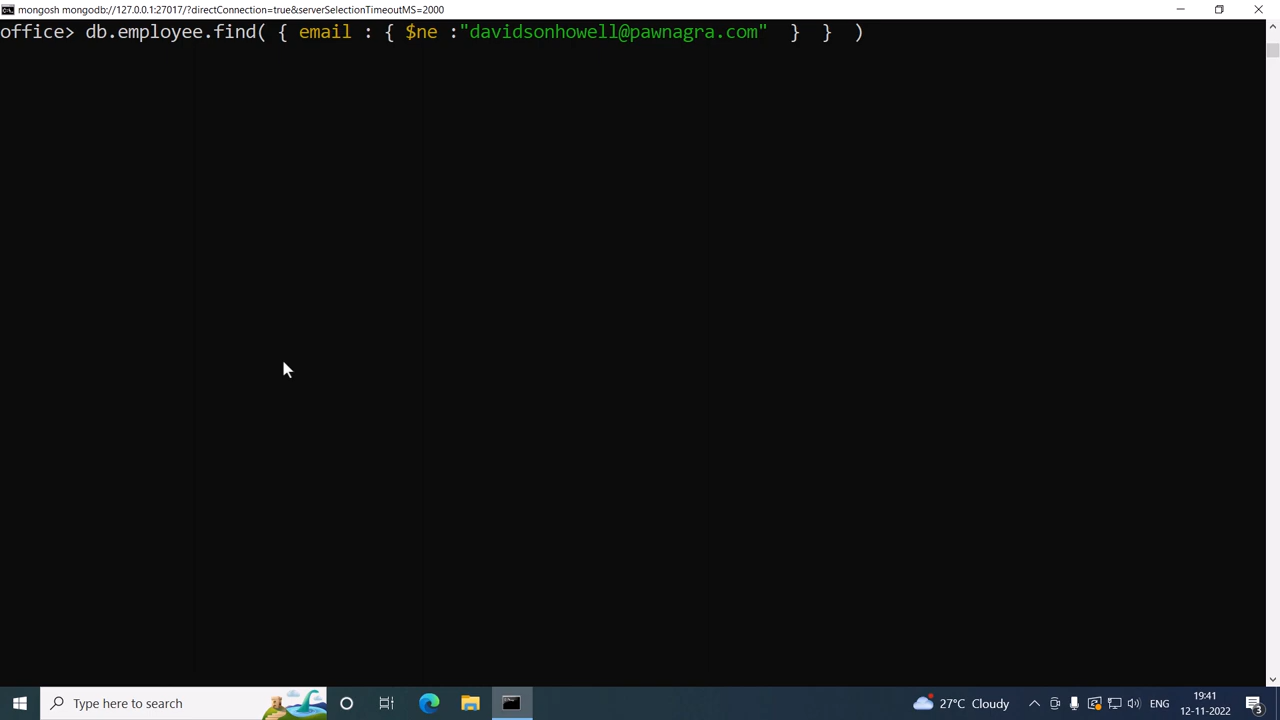 mongosh mongodb://127.0.0.1:27017/?directConnection=true&serverSelectionTimeoutMS=2000
office> db.employee.find( { email : { $ne :"davidsonhowell@pawnagra.com"  }  }  )
Type here to search
27°C Cloudy
ENG
19:41
12-11-2022
3